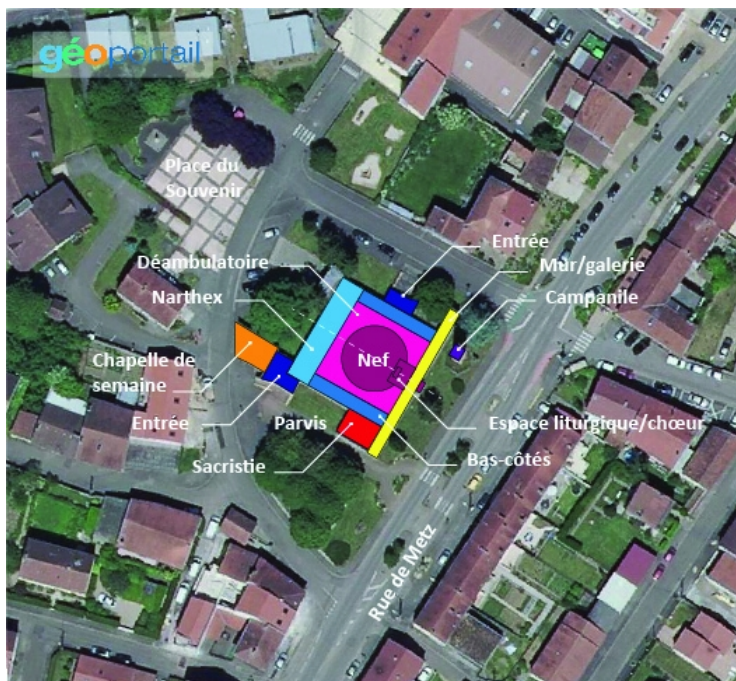 géoportail
Place du
Souvenir
Entrée
Déambulatoire
Mur/galerie
Narthex
Campanile
Nef
Chapelle de
semaine
Entrée
Parvis
Espace liturgique/chœur
Sacristie
Bas-côtés
Rue de Metz